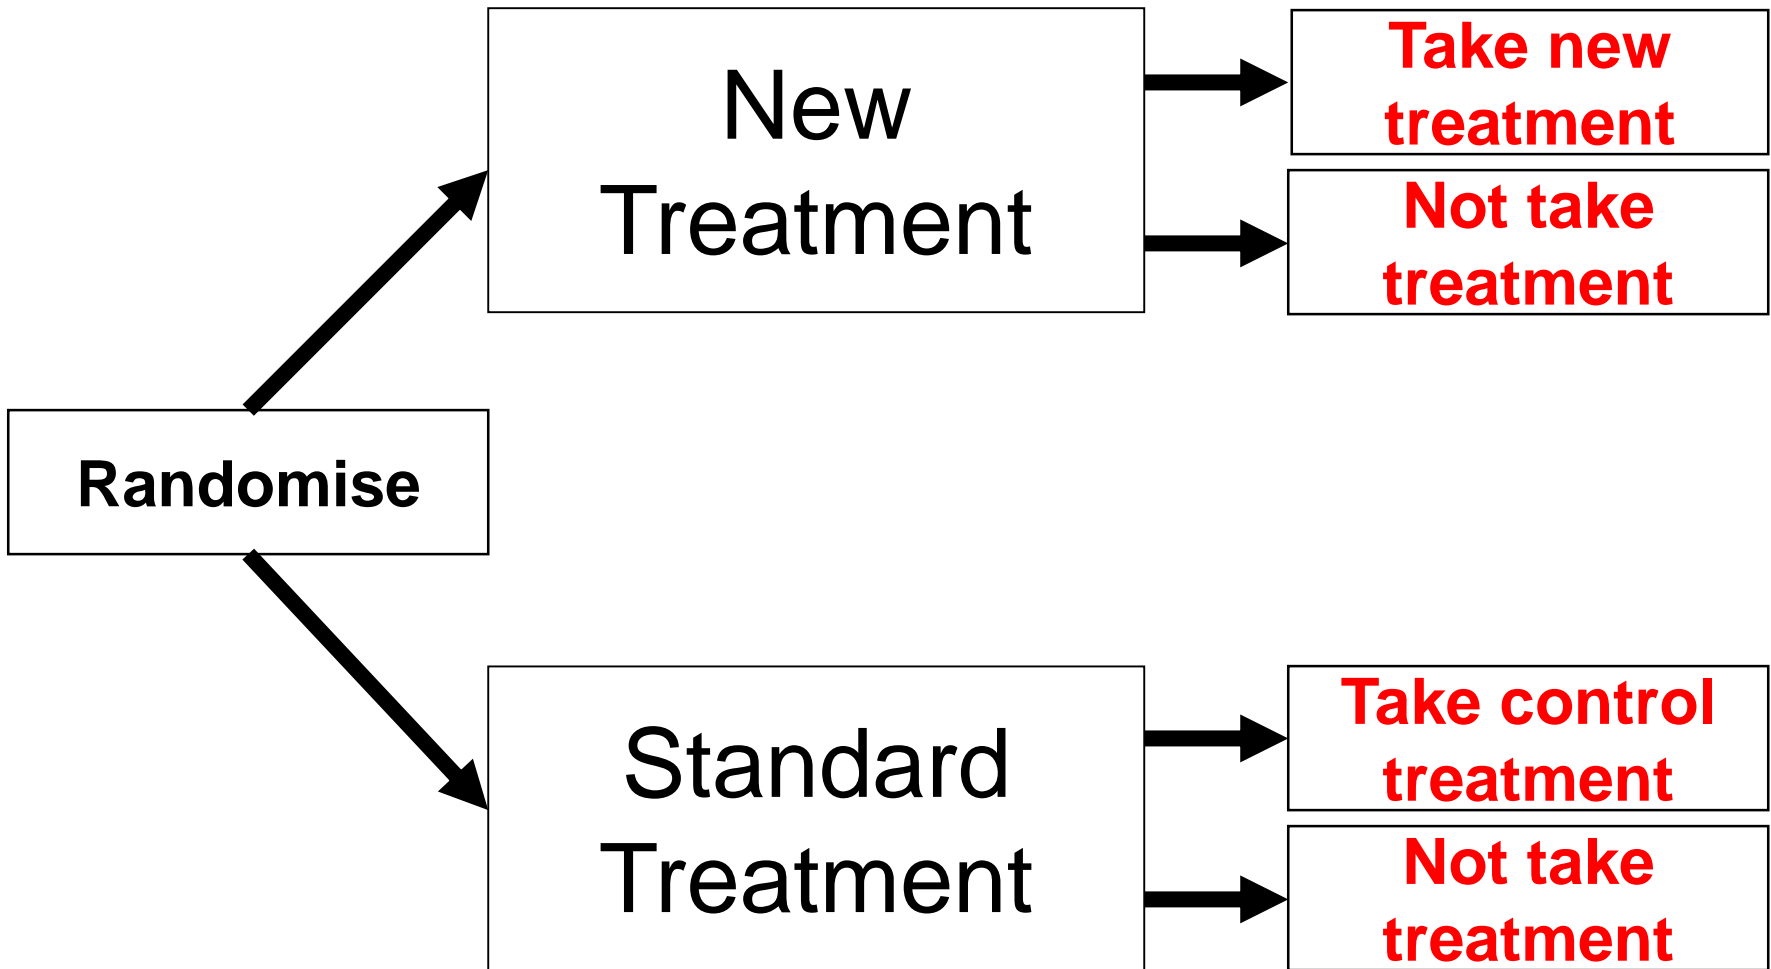 New
Treatment
Take new
treatment
Not take
treatment
Randomise
Standard
Treatment
Take control
treatment
Not take
treatment